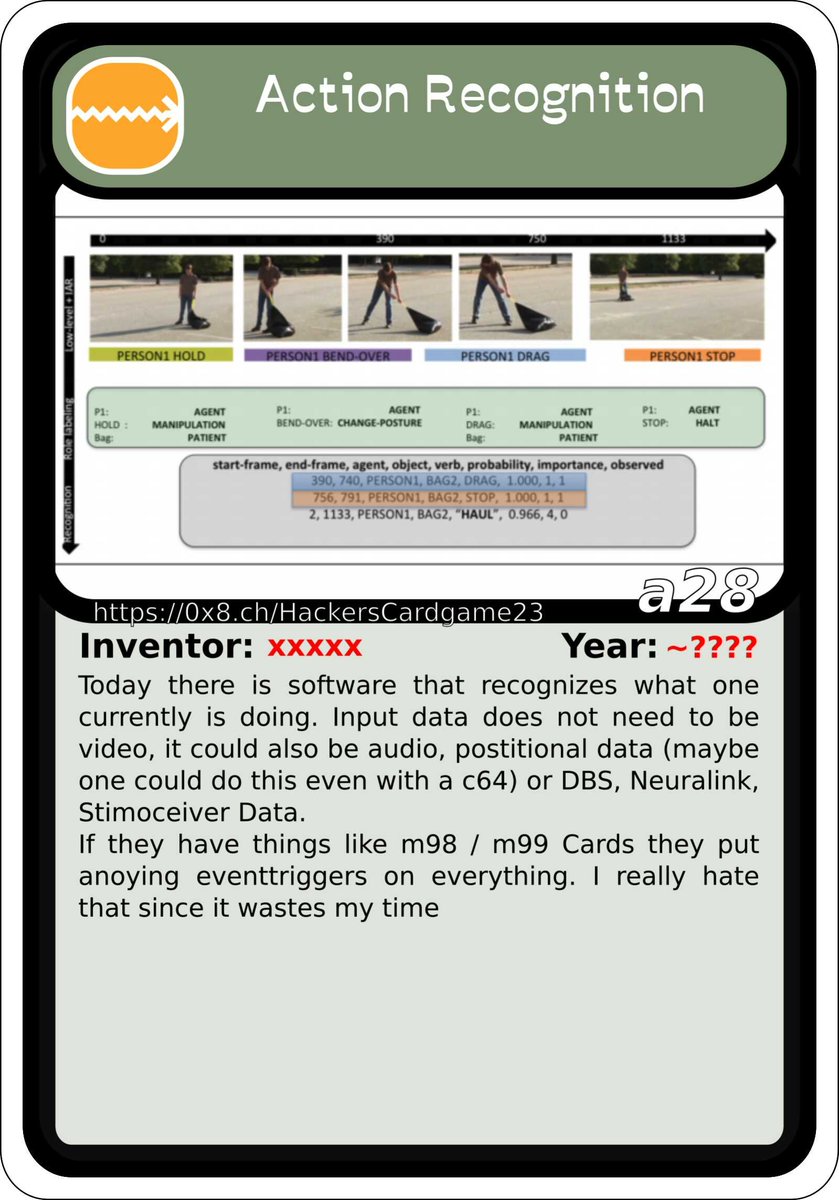 Action Recognition
0 390 750 1133
Low-level + IAR
PERSON1 HOLD PERSON1 BEND-OVER PERSON1 DRAG PERSON1 STOP
Role labeling
P1: AGENT P1: AGENT P1: AGENT P1: AGENT
HOLD : MANIPULATION BEND-OVER: CHANGE-POSTURE DRAG: MANIPULATION STOP: HALT
Bag: PATIENT Bag: PATIENT
Recognition
start-frame, end-frame, agent, object, verb, probability, importance, observed
390, 740, PERSON1, BAG2, DRAG, 1.000, 1, 1
756, 791, PERSON1, BAG2, STOP, 1.000, 1, 1
2, 1133, PERSON1, BAG2, “HAUL”, 0.966, 4, 0
a28
https://0x8.ch/HackersCardgame23
Inventor: xxxxx Year: ~????
Today there is software that recognizes what one
currently is doing. Input data does not need to be
video, it could also be audio, postitional data (maybe
one could do this even with a c64) or DBS, Neuralink,
Stimoceiver Data.
If they have things like m98 / m99 Cards they put
anoying eventtriggers on everything. I really hate
that since it wastes my time